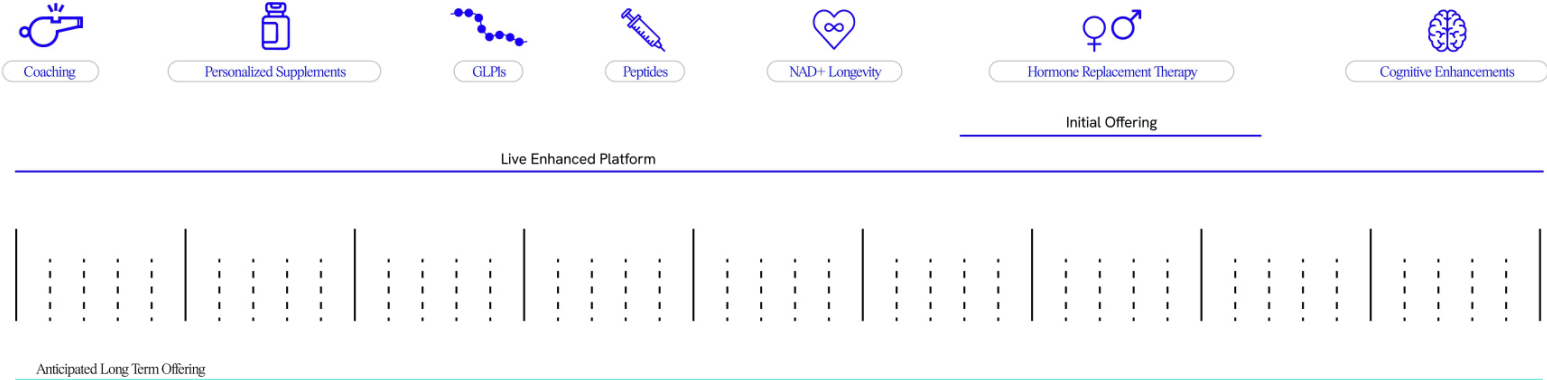 Coaching
Personalized Supplements
GLP1s
Peptides
NAD+ Longevity
Hormone Replacement Therapy
Cognitive Enhancements
Initial Offering
Live Enhanced Platform
Anticipated Long Term Offering